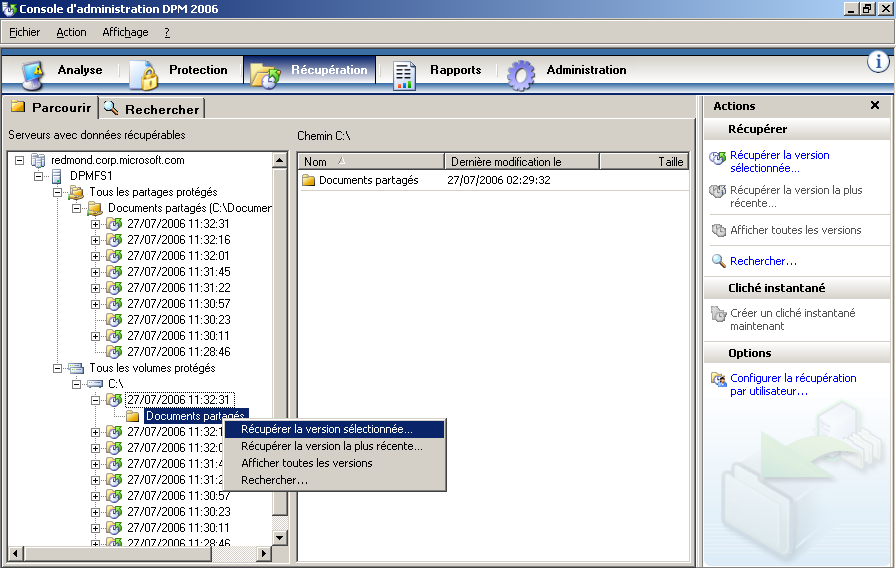 Console d'administration DPM 2006
Fichier Action Affichage ?
Analyse Protection Récupération Rapports Administration
Parcourir Rechercher
Serveurs avec données récupérables
redmond.corp.microsoft.com
DPMFS1
Tous les partages protégés
Documents partagés (C:\Documen
27/07/2006 11:32:31
27/07/2006 11:32:16
27/07/2006 11:32:01
27/07/2006 11:31:45
27/07/2006 11:31:22
27/07/2006 11:30:57
27/07/2006 11:30:23
27/07/2006 11:30:11
27/07/2006 11:28:46
Tous les volumes protégés
C:\
27/07/2006 11:32:31
Documents partagés
27/07/2006 11:32:1
27/07/2006 11:32:0
27/07/2006 11:31:4
27/07/2006 11:31:2
27/07/2006 11:30:57
27/07/2006 11:30:23
27/07/2006 11:30:11
27/07/2006 11:28:46
Récupérer la version sélectionnée...
Récupérer la version la plus récente...
Afficher toutes les versions
Rechercher...
Chemin C:\
Nom Dernière modification le Taille
Documents partagés 27/07/2006 02:29:32
Actions
Récupérer
Récupérer la version
sélectionnée...
Récupérer la version la plus
récente...
Afficher toutes les versions
Rechercher...
Cliché instantané
Créer un cliché instantané
maintenant
Options
Configurer la récupération
par utilisateur...